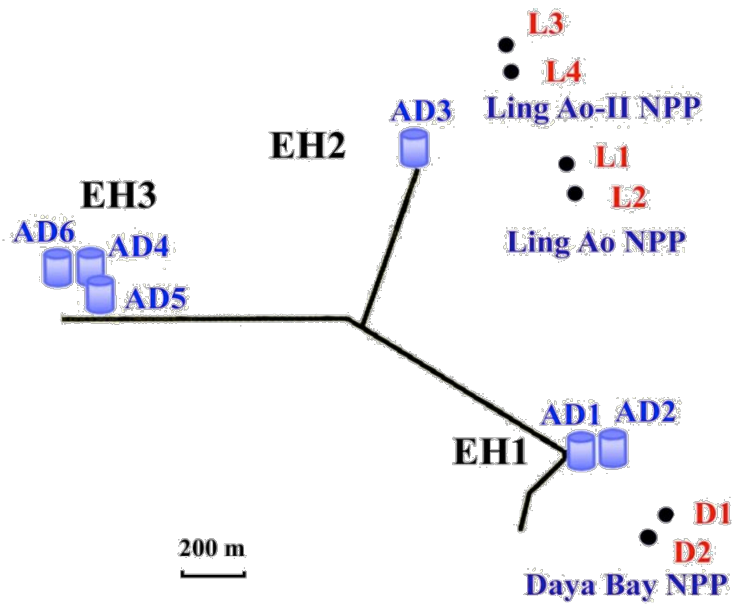 L3
L4
Ling Ao-II NPP
AD3
EH2
L1
L2
EH3
AD6
AD4
Ling Ao NPP
AD5
AD1
AD2
EH1
D1
D2
200 m
Daya Bay NPP